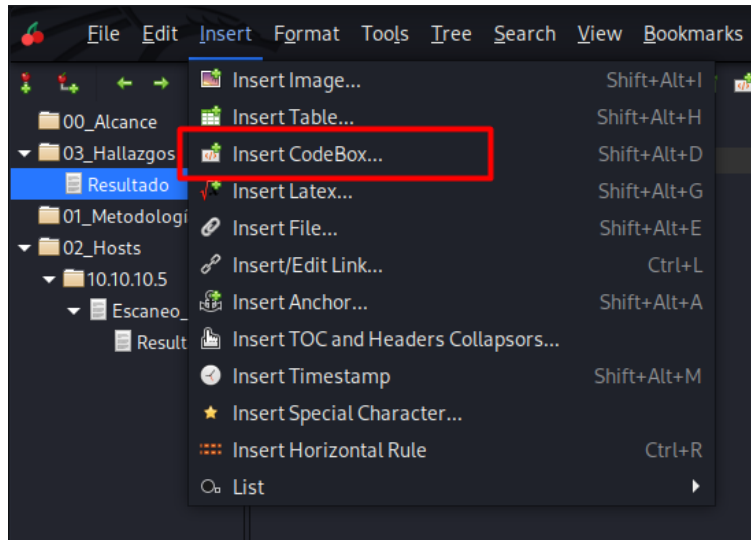 File Edit Insert Format Tools Tree Search View Bookmarks
Insert Image... Shift+Alt+I
Insert Table... Shift+Alt+H
Insert CodeBox... Shift+Alt+D
Insert Latex... Shift+Alt+G
Insert File... Shift+Alt+E
Insert/Edit Link... Ctrl+L
Insert Anchor... Shift+Alt+A
Insert TOC and Headers Collapsors...
Insert Timestamp Shift+Alt+M
Insert Special Character...
Insert Horizontal Rule Ctrl+R
List
00_Alcance
03_Hallazgos
Resultado
01_Metodologí
02_Hosts
10.10.10.5
Escaneo_
Result